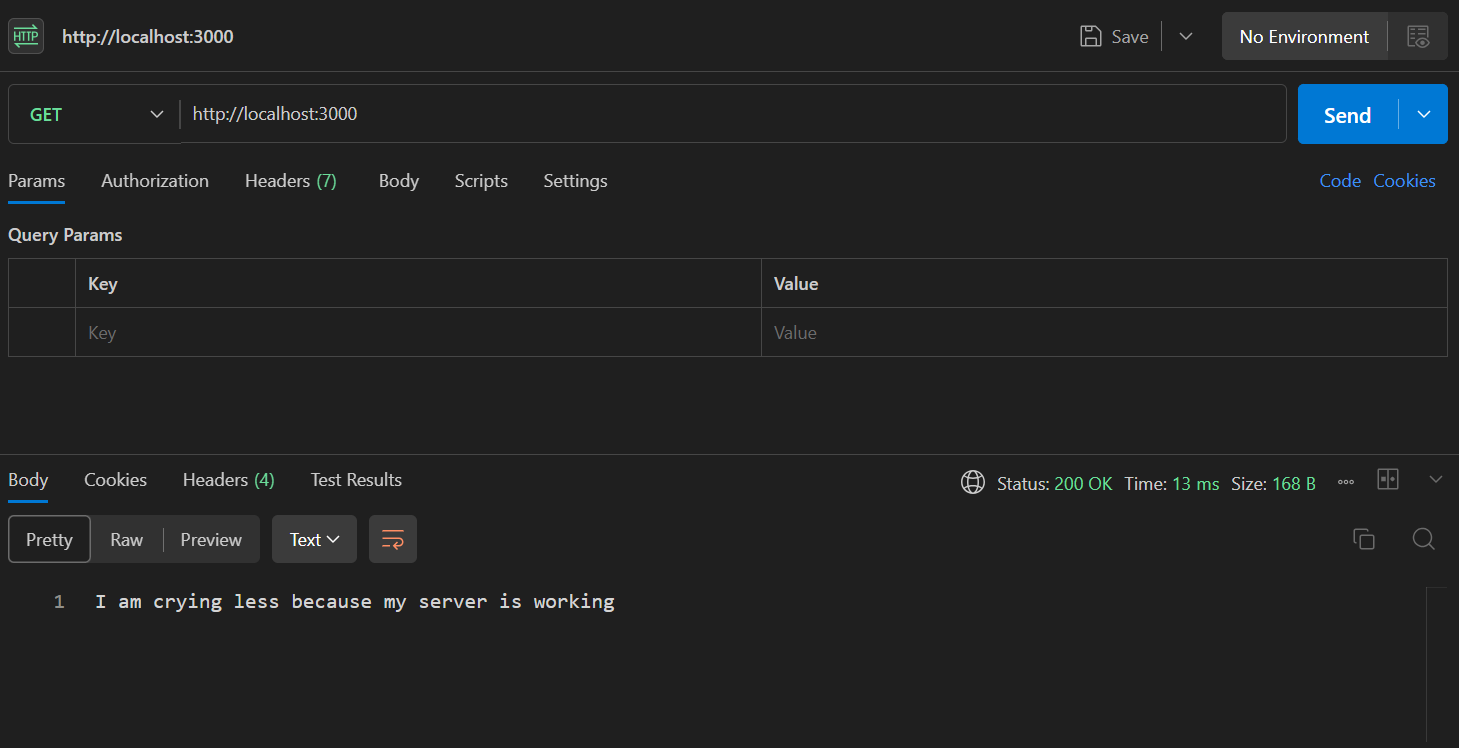 HTTP http://localhost:3000 Save No Environment
GET http://localhost:3000 Send
Params Authorization Headers (7) Body Scripts Settings Code Cookies
Query Params
Key Value
Key Value
Body Cookies Headers (4) Test Results Status: 200 OK Time: 13 ms Size: 168 B
Pretty Raw Preview Text
1 I am crying less because my server is working